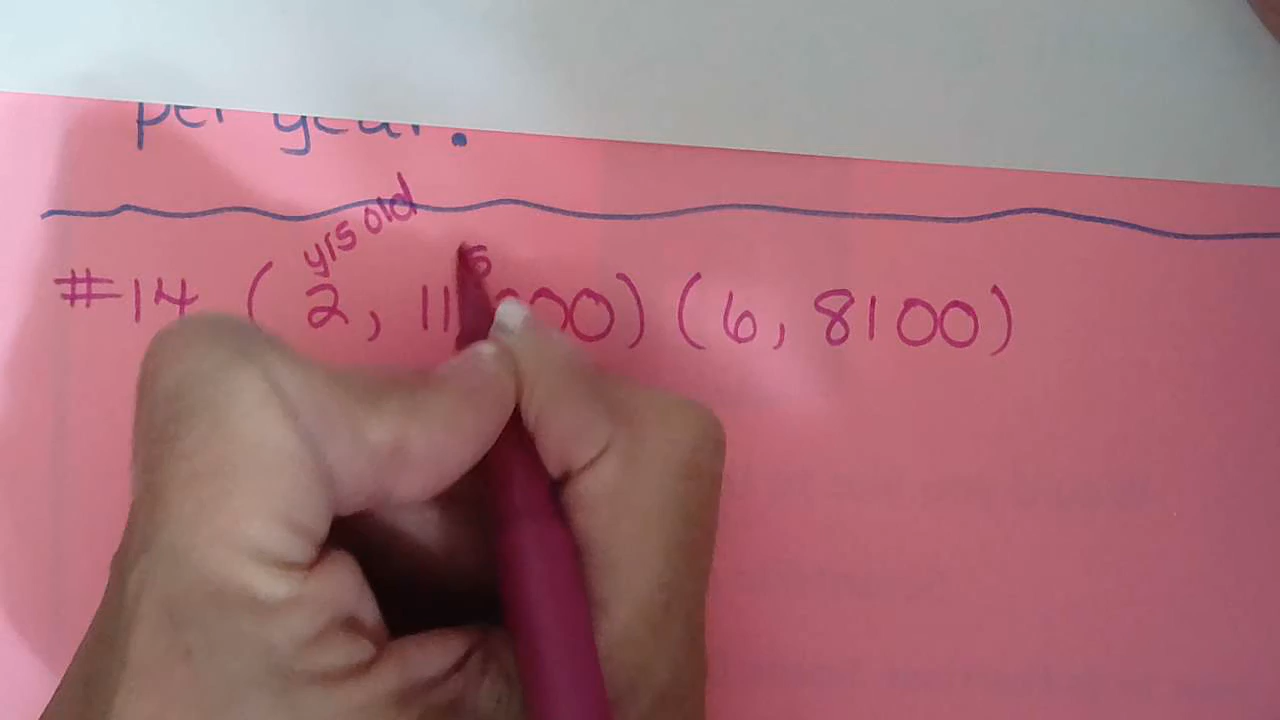 per year.
yrs old
#14 (2, 11 00) (6, 8100)